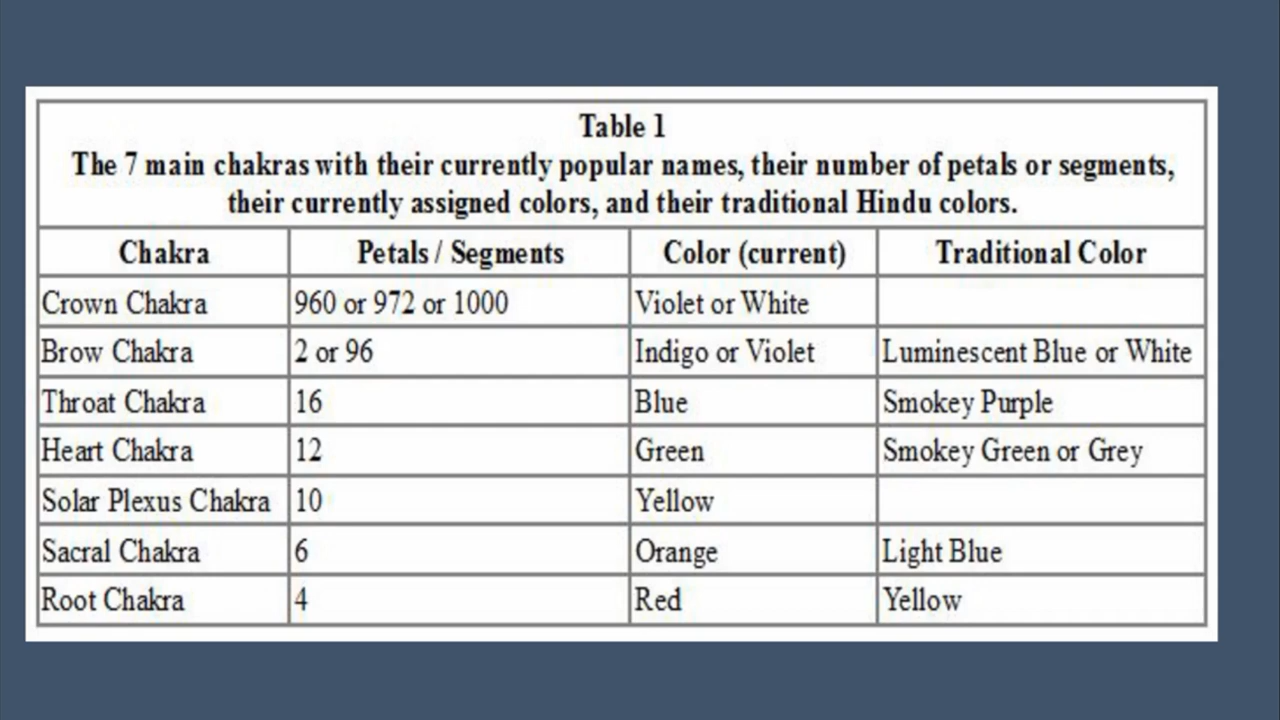 Table 1
The 7 main chakras with their currently popular names, their number of petals or segments,
their currently assigned colors, and their traditional Hindu colors.
Chakra Petals / Segments Color (current) Traditional Color
Crown Chakra 960 or 972 or 1000 Violet or White
Brow Chakra 2 or 96 Indigo or Violet Luminescent Blue or White
Throat Chakra 16 Blue Smokey Purple
Heart Chakra 12 Green Smokey Green or Grey
Solar Plexus Chakra 10 Yellow
Sacral Chakra 6 Orange Light Blue
Root Chakra 4 Red Yellow